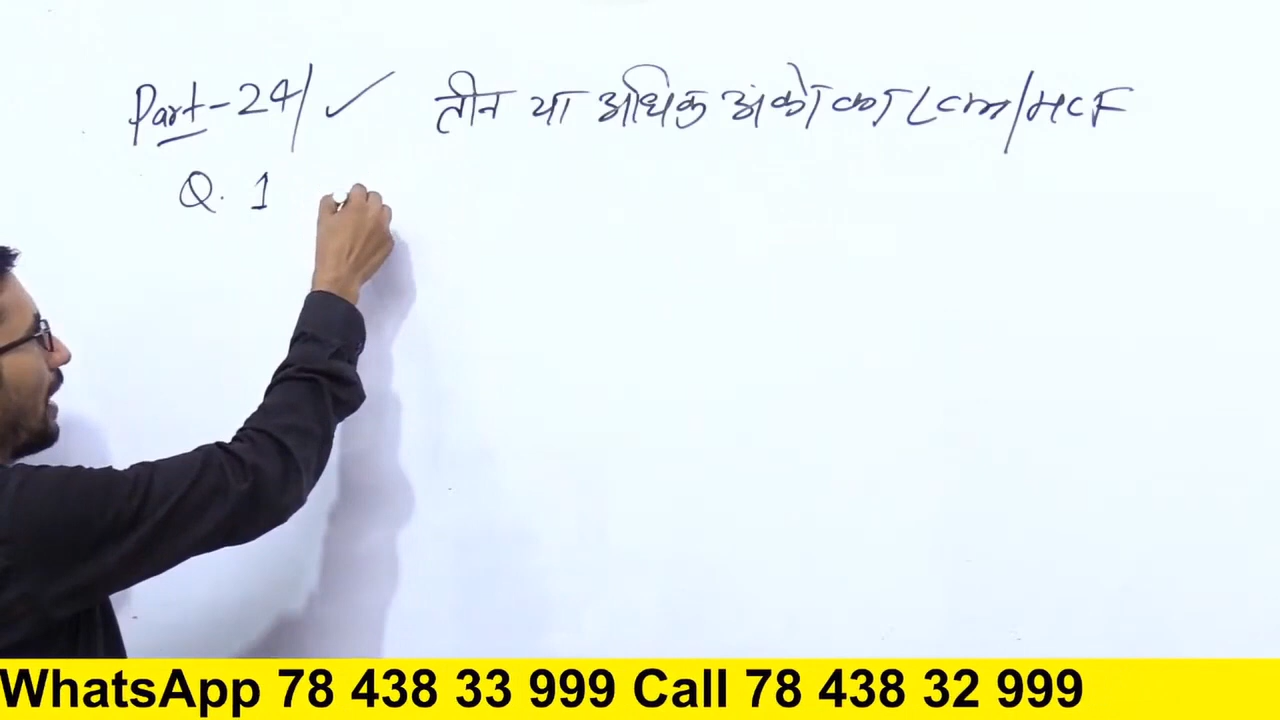 Part-24/ ✓ तीन या अधिक अंको का LCM/HCF
Q. 1
WhatsApp 78 438 33 999 Call 78 438 32 999